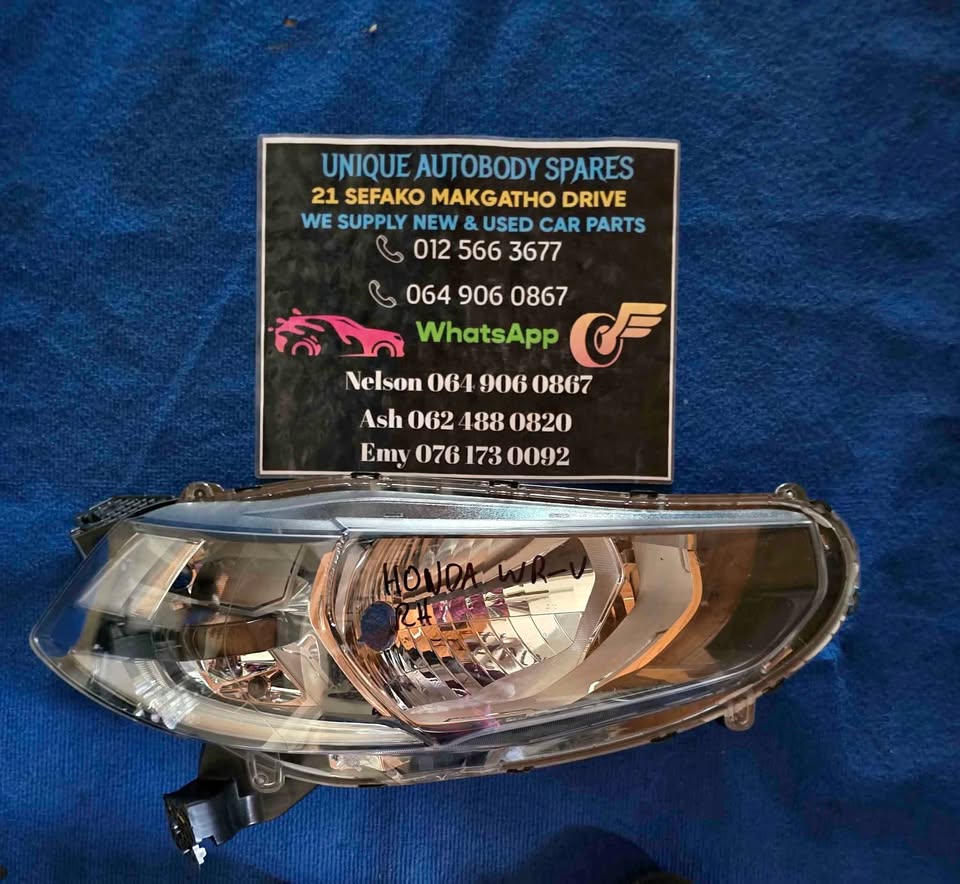 UNIQUE AUTOBODY SPARES
21 SEFAKO MAKGATHO DRIVE
WE SUPPLY NEW & USED CAR PARTS
012 566 3677
064 906 0867
WhatsApp
Nelson 064 906 0867
Ash 062 488 0820
Emy 076 173 0092
HONDA WR-V
RH